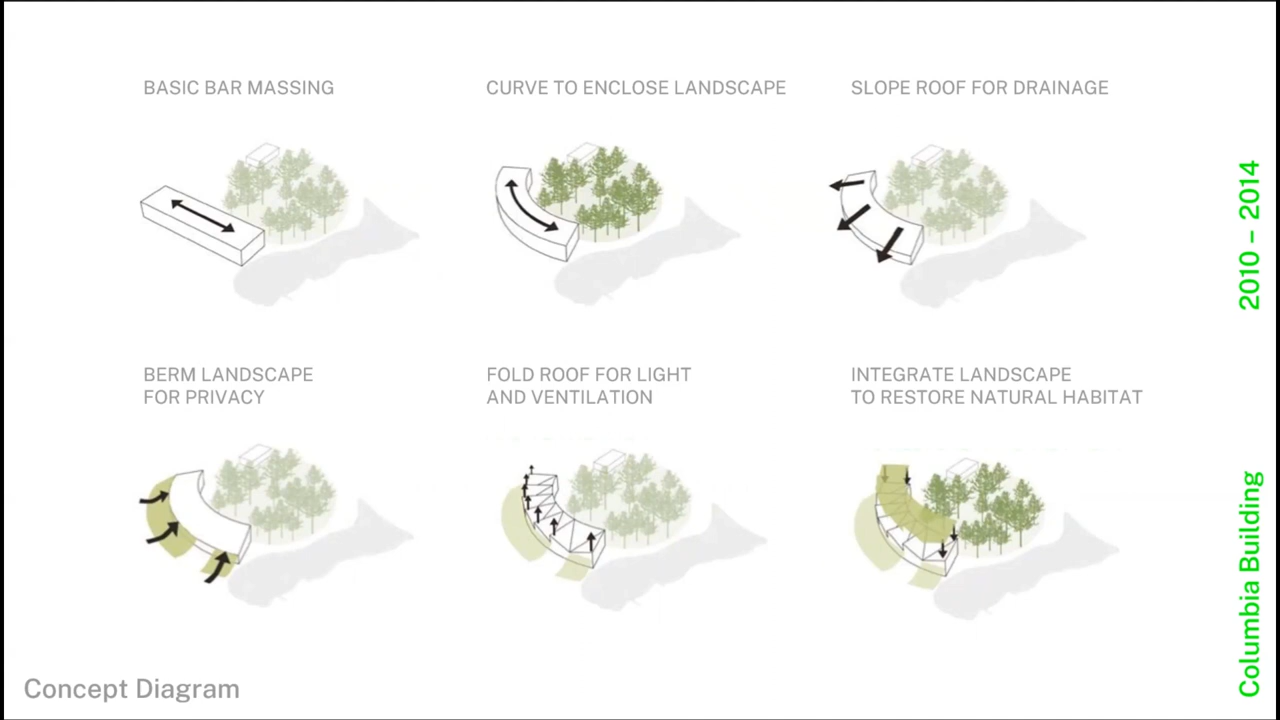 BASIC BAR MASSING
CURVE TO ENCLOSE LANDSCAPE
SLOPE ROOF FOR DRAINAGE
BERM LANDSCAPE
FOR PRIVACY
FOLD ROOF FOR LIGHT
AND VENTILATION
INTEGRATE LANDSCAPE
TO RESTORE NATURAL HABITAT
Concept Diagram
Columbia Building
2010 – 2014